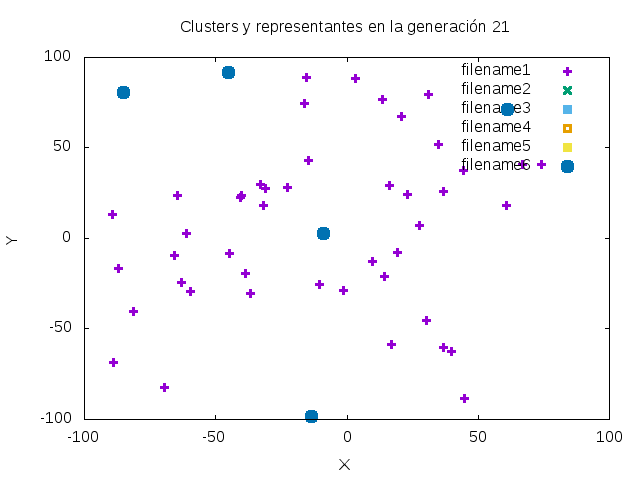 Clusters y representantes en la generación 21
filename1
filename2
filename3
filename4
filename5
filename6
100
50
0
-50
-100
Y
-100 -50 0 50 100
X